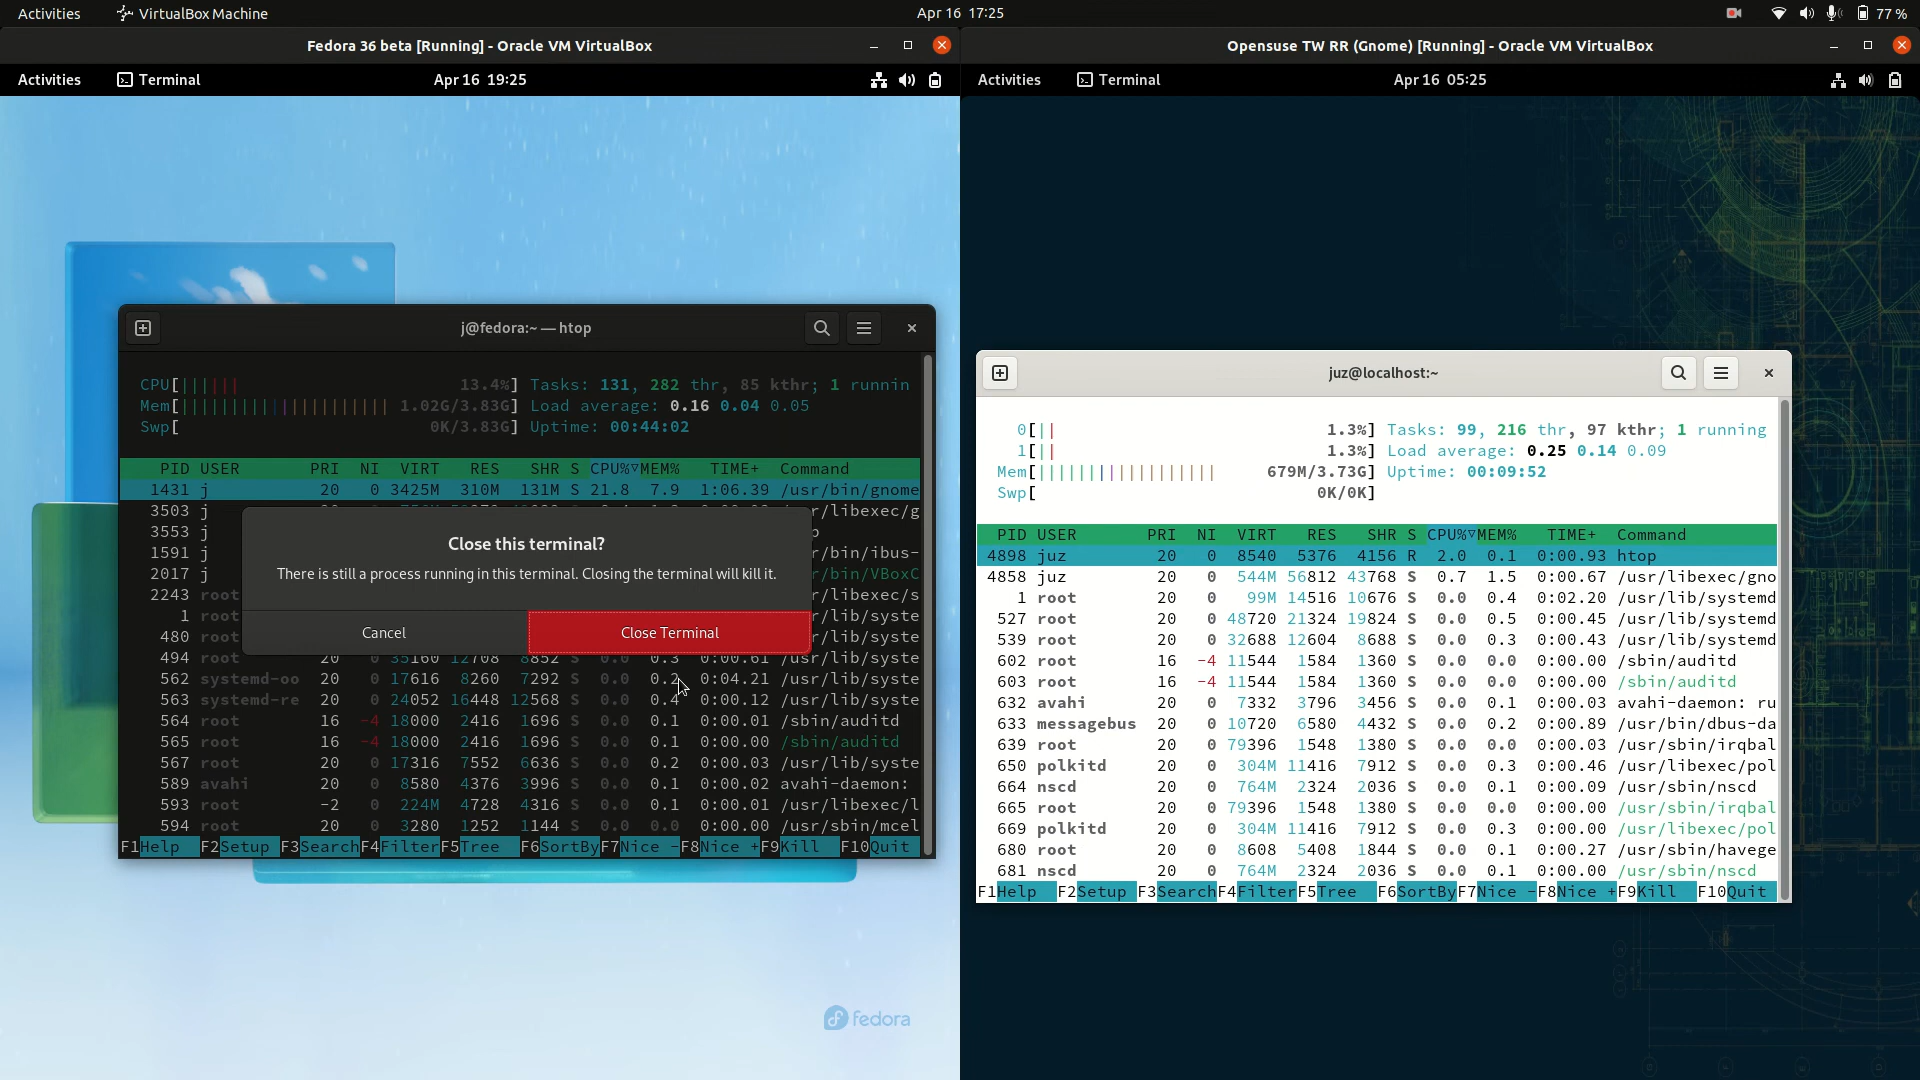 Activities VirtualBox Machine Apr 16 17:25 77 %
Fedora 36 beta [Running] - Oracle VM VirtualBox
Activities Terminal Apr 16 19:25
j@fedora:~ — htop
CPU[|||||| 13.4%] Tasks: 131, 282 thr, 85 kthr; 1 runnin
Mem[||||||||||||||||||||| 1.02G/3.83G] Load average: 0.16 0.04 0.05
Swp[ 0K/3.83G] Uptime: 00:44:02
PID USER PRI NI VIRT RES SHR S CPU%▽MEM% TIME+ Command
1431 j 20 0 3425M 310M 131M S 21.8 7.9 1:06.39 /usr/bin/gnome
3503 j r/libexec/g
3553 j p
1591 j r/bin/ibus-
2017 j r/bin/VBoxC
2243 root r/libexec/s
1 root r/lib/syste
480 root r/lib/syste
494 root 20 0 35160 12708 8852 S 0.0 0.3 0:00.61 /usr/lib/syste
562 systemd-oo 20 0 17616 8260 7292 S 0.0 0.2 0:04.21 /usr/lib/syste
563 systemd-re 20 0 24052 16448 12568 S 0.0 0.4 0:00.12 /usr/lib/syste
564 root 16 -4 18000 2416 1696 S 0.0 0.1 0:00.01 /sbin/auditd
565 root 16 -4 18000 2416 1696 S 0.0 0.1 0:00.00 /sbin/auditd
567 root 20 0 17316 7552 6636 S 0.0 0.2 0:00.03 /usr/lib/syste
589 avahi 20 0 8580 4376 3996 S 0.0 0.1 0:00.02 avahi-daemon:
593 root -2 0 224M 4728 4316 S 0.0 0.1 0:00.01 /usr/libexec/l
594 root 20 0 3280 1252 1144 S 0.0 0.0 0:00.00 /usr/sbin/mcel
F1Help F2Setup F3SearchF4FilterF5Tree F6SortByF7Nice -F8Nice +F9Kill F10Quit
Close this terminal?
There is still a process running in this terminal. Closing the terminal will kill it.
Cancel Close Terminal
fedora
Opensuse TW RR (Gnome) [Running] - Oracle VM VirtualBox
Activities Terminal Apr 16 05:25
juz@localhost:~
0[|| 1.3%] Tasks: 99, 216 thr, 97 kthr; 1 running
1[|| 1.3%] Load average: 0.25 0.14 0.09
Mem[|||||||||||||||||| 679M/3.73G] Uptime: 00:09:52
Swp[ 0K/0K]
PID USER PRI NI VIRT RES SHR S CPU%▽MEM% TIME+ Command
4898 juz 20 0 8540 5376 4156 R 2.0 0.1 0:00.93 htop
4858 juz 20 0 544M 56812 43768 S 0.7 1.5 0:00.67 /usr/libexec/gno
1 root 20 0 99M 14516 10676 S 0.0 0.4 0:02.20 /usr/lib/systemd
527 root 20 0 48720 21324 19824 S 0.0 0.5 0:00.45 /usr/lib/systemd
539 root 20 0 32688 12604 8688 S 0.0 0.3 0:00.43 /usr/lib/systemd
602 root 16 -4 11544 1584 1360 S 0.0 0.0 0:00.00 /sbin/auditd
603 root 16 -4 11544 1584 1360 S 0.0 0.0 0:00.00 /sbin/auditd
632 avahi 20 0 7332 3796 3456 S 0.0 0.1 0:00.03 avahi-daemon: ru
633 messagebus 20 0 10720 6580 4432 S 0.0 0.2 0:00.89 /usr/bin/dbus-da
639 root 20 0 79396 1548 1380 S 0.0 0.0 0:00.03 /usr/sbin/irqbal
650 polkitd 20 0 304M 11416 7912 S 0.0 0.3 0:00.46 /usr/libexec/pol
664 nscd 20 0 764M 2324 2036 S 0.0 0.1 0:00.09 /usr/sbin/nscd
665 root 20 0 79396 1548 1380 S 0.0 0.0 0:00.00 /usr/sbin/irqbal
669 polkitd 20 0 304M 11416 7912 S 0.0 0.3 0:00.00 /usr/libexec/pol
680 root 20 0 8608 5408 1844 S 0.0 0.1 0:00.27 /usr/sbin/havege
681 nscd 20 0 764M 2324 2036 S 0.0 0.1 0:00.00 /usr/sbin/nscd
F1Help F2Setup F3SearchF4FilterF5Tree F6SortByF7Nice -F8Nice +F9Kill F10Quit